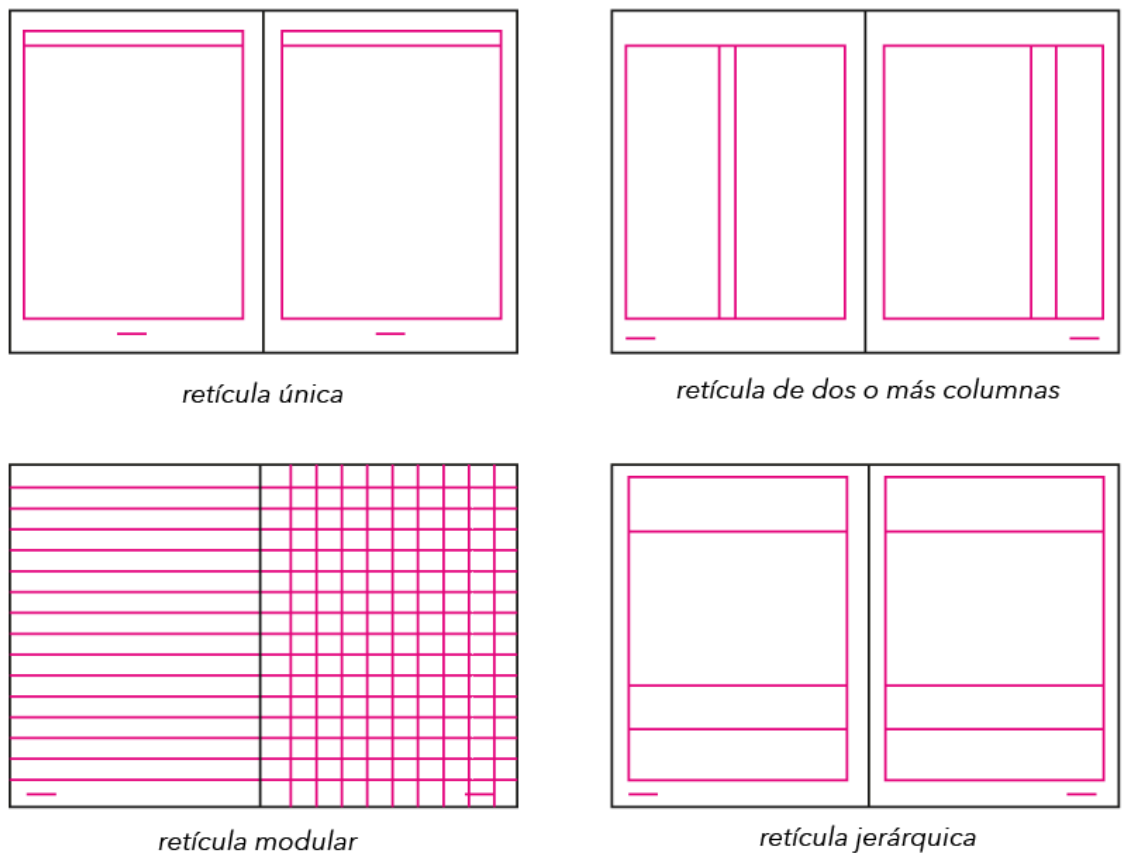 retícula única
retícula de dos o más columnas
retícula modular
retícula jerárquica